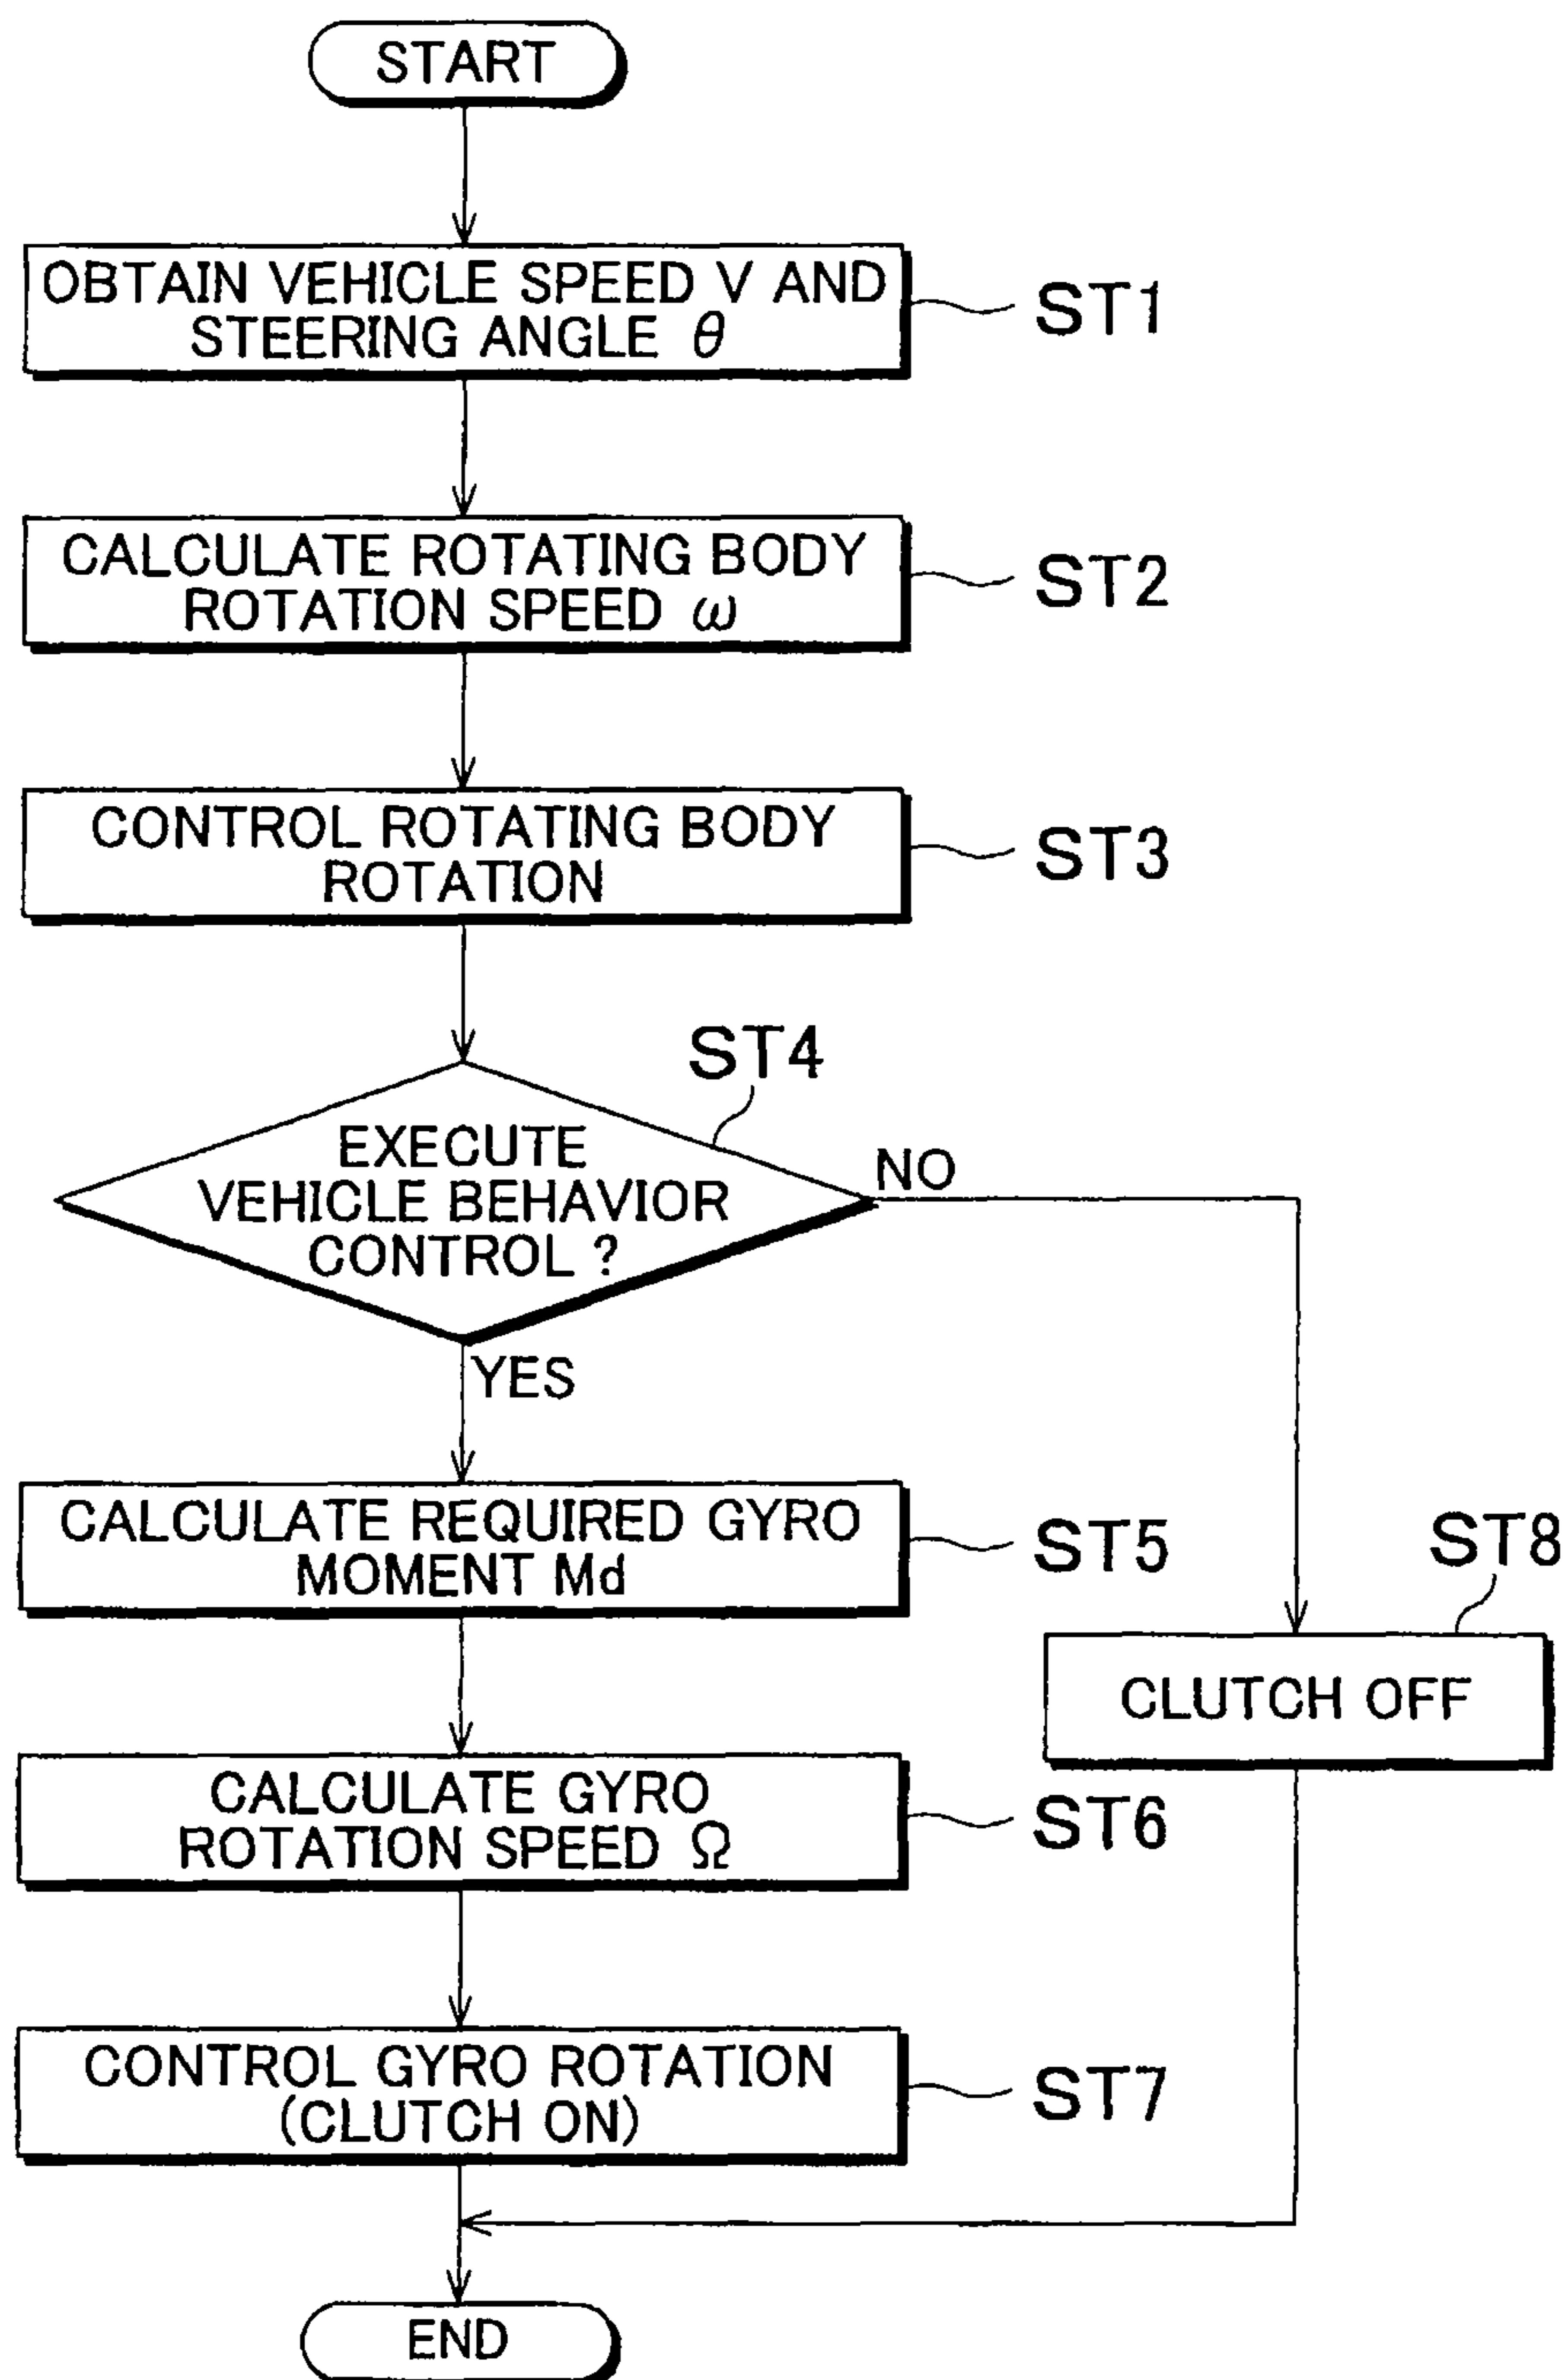 START
OBTAIN VEHICLE SPEED V AND
STEERING ANGLE θ
ST1
CALCULATE ROTATING BODY
ROTATION SPEED ω
ST2
CONTROL ROTATING BODY
ROTATION
ST3
ST4
EXECUTE
VEHICLE BEHAVIOR
CONTROL ?
NO
YES
CALCULATE REQUIRED GYRO
MOMENT Md
ST5
ST8
CLUTCH OFF
CALCULATE GYRO
ROTATION SPEED Ω
ST6
CONTROL GYRO ROTATION
(CLUTCH ON)
ST7
END